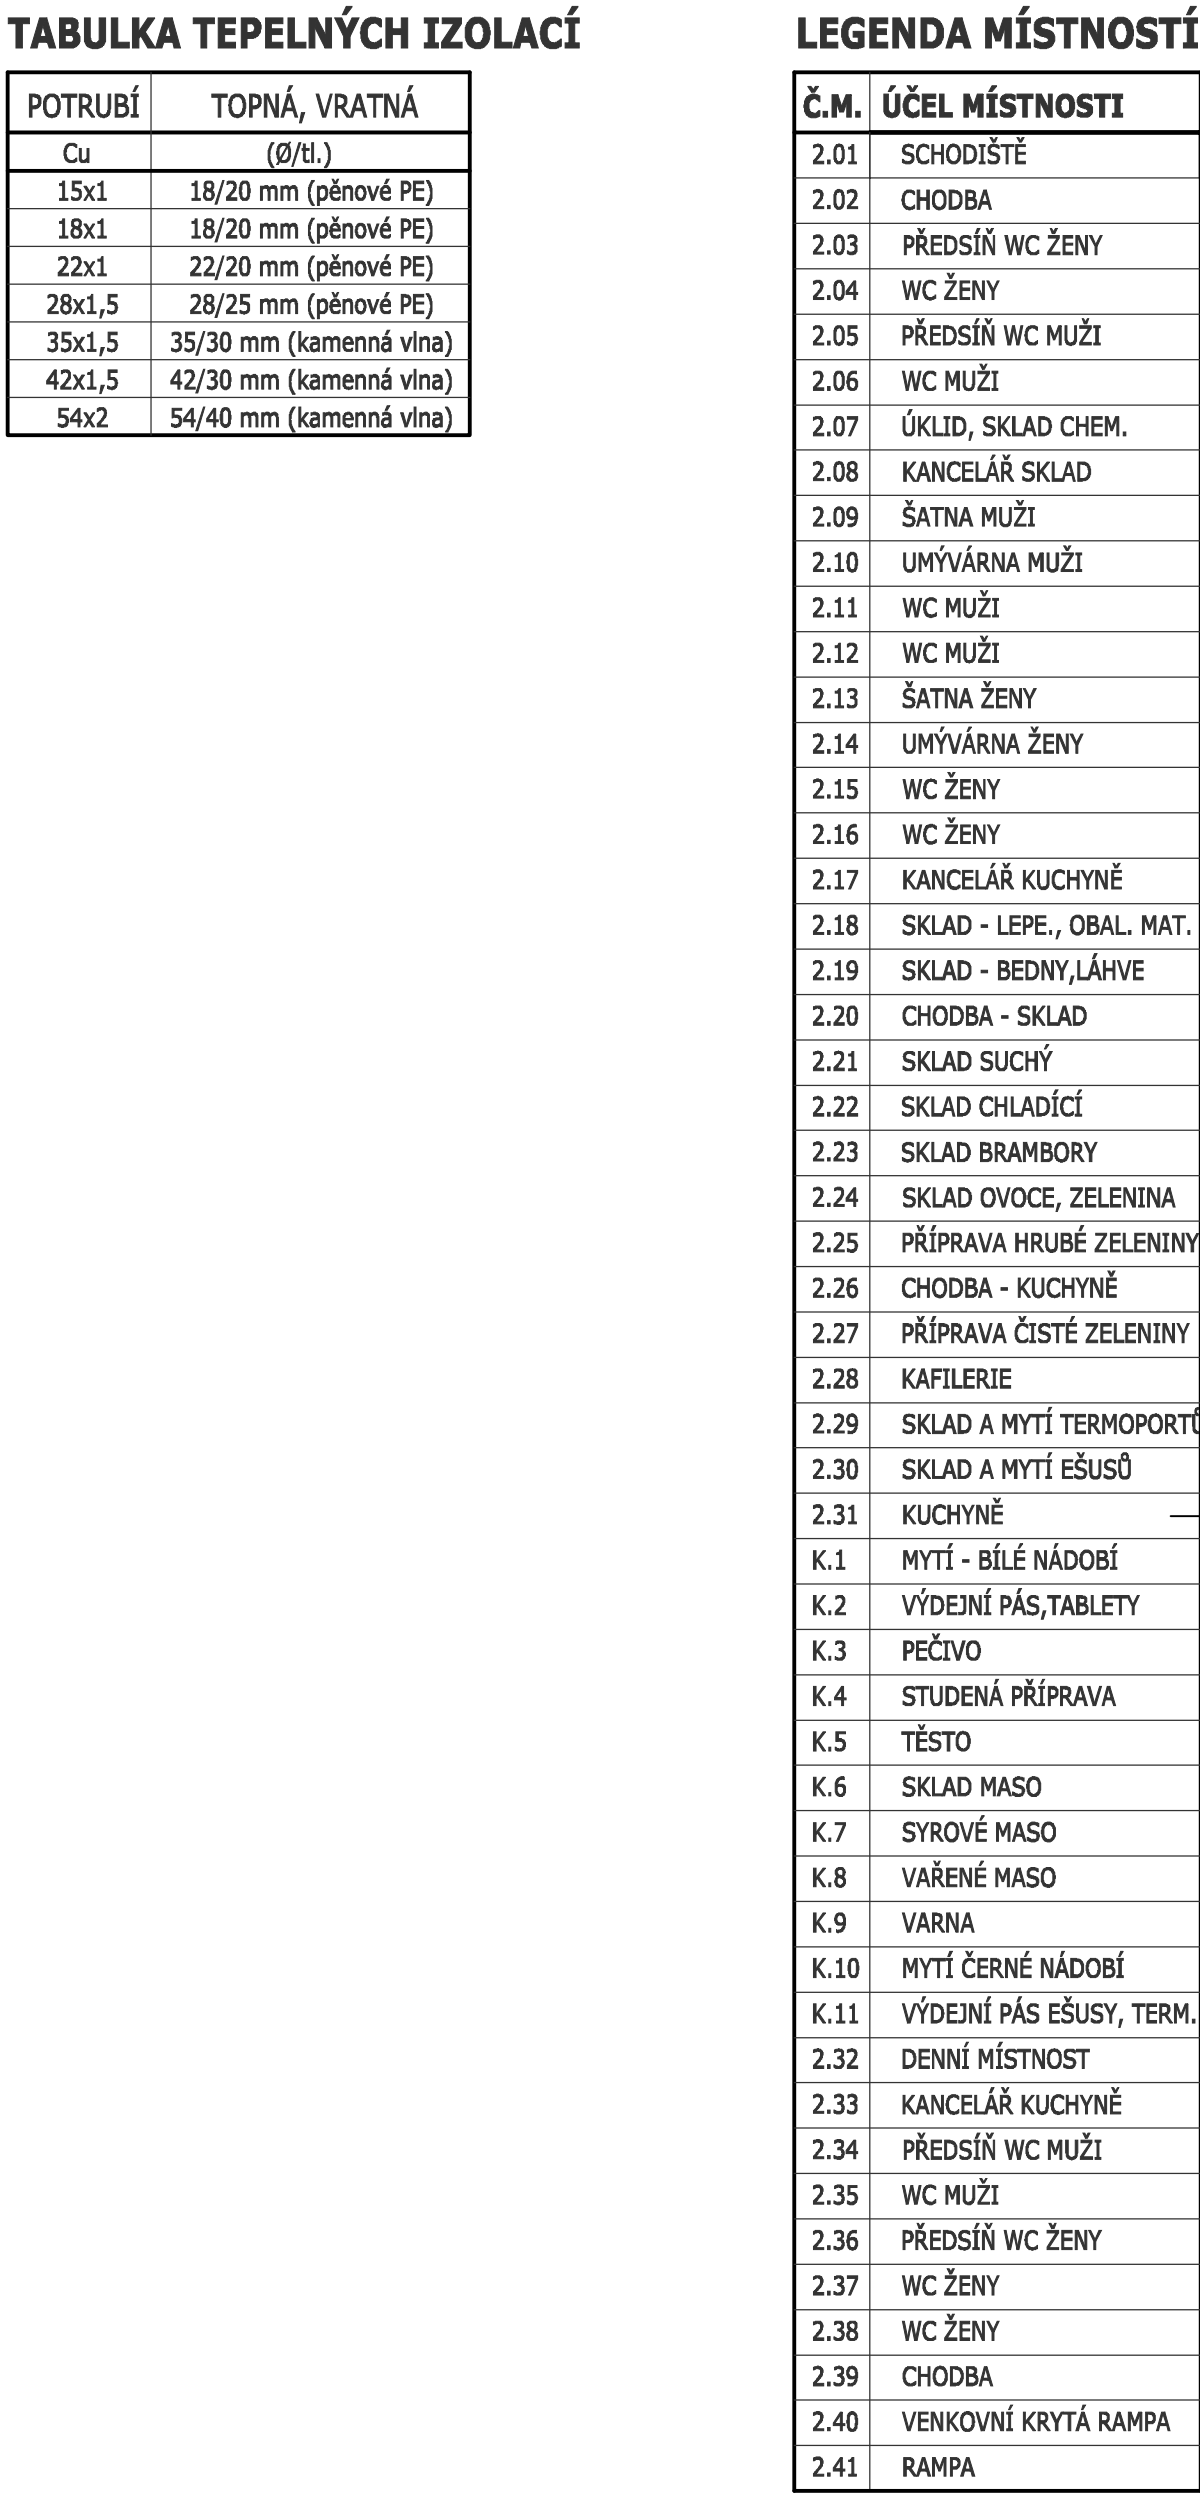 TABULKA TEPELNÝCH IZOLACÍ
POTRUBÍ TOPNÁ, VRATNÁ
Cu (Ø/tl.)
15x1 18/20 mm (pěnové PE)
18x1 18/20 mm (pěnové PE)
22x1 22/20 mm (pěnové PE)
28x1,5 28/25 mm (pěnové PE)
35x1,5 35/30 mm (kamenná vlna)
42x1,5 42/30 mm (kamenná vlna)
54x2 54/40 mm (kamenná vlna)
LEGENDA MÍSTNOSTÍ
Č.M. ÚČEL MÍSTNOSTI
2.01 SCHODIŠTĚ
2.02 CHODBA
2.03 PŘEDSÍŇ WC ŽENY
2.04 WC ŽENY
2.05 PŘEDSÍŇ WC MUŽI
2.06 WC MUŽI
2.07 ÚKLID, SKLAD CHEM.
2.08 KANCELÁŘ SKLAD
2.09 ŠATNA MUŽI
2.10 UMÝVÁRNA MUŽI
2.11 WC MUŽI
2.12 WC MUŽI
2.13 ŠATNA ŽENY
2.14 UMÝVÁRNA ŽENY
2.15 WC ŽENY
2.16 WC ŽENY
2.17 KANCELÁŘ KUCHYNĚ
2.18 SKLAD - LEPE., OBAL. MAT.
2.19 SKLAD - BEDNY,LÁHVE
2.20 CHODBA - SKLAD
2.21 SKLAD SUCHÝ
2.22 SKLAD CHLADÍCÍ
2.23 SKLAD BRAMBORY
2.24 SKLAD OVOCE, ZELENINA
2.25 PŘÍPRAVA HRUBÉ ZELENINY
2.26 CHODBA - KUCHYNĚ
2.27 PŘÍPRAVA ČISTÉ ZELENINY
2.28 KAFILERIE
2.29 SKLAD A MYTÍ TERMOPORTŮ
2.30 SKLAD A MYTÍ EŠUSŮ
2.31 KUCHYNĚ
K.1 MYTÍ - BÍLÉ NÁDOBÍ
K.2 VÝDEJNÍ PÁS,TABLETY
K.3 PEČIVO
K.4 STUDENÁ PŘÍPRAVA
K.5 TĚSTO
K.6 SKLAD MASO
K.7 SYROVÉ MASO
K.8 VAŘENÉ MASO
K.9 VARNA
K.10 MYTÍ ČERNÉ NÁDOBÍ
K.11 VÝDEJNÍ PÁS EŠUSY, TERM.
2.32 DENNÍ MÍSTNOST
2.33 KANCELÁŘ KUCHYNĚ
2.34 PŘEDSÍŇ WC MUŽI
2.35 WC MUŽI
2.36 PŘEDSÍŇ WC ŽENY
2.37 WC ŽENY
2.38 WC ŽENY
2.39 CHODBA
2.40 VENKOVNÍ KRYTÁ RAMPA
2.41 RAMPA